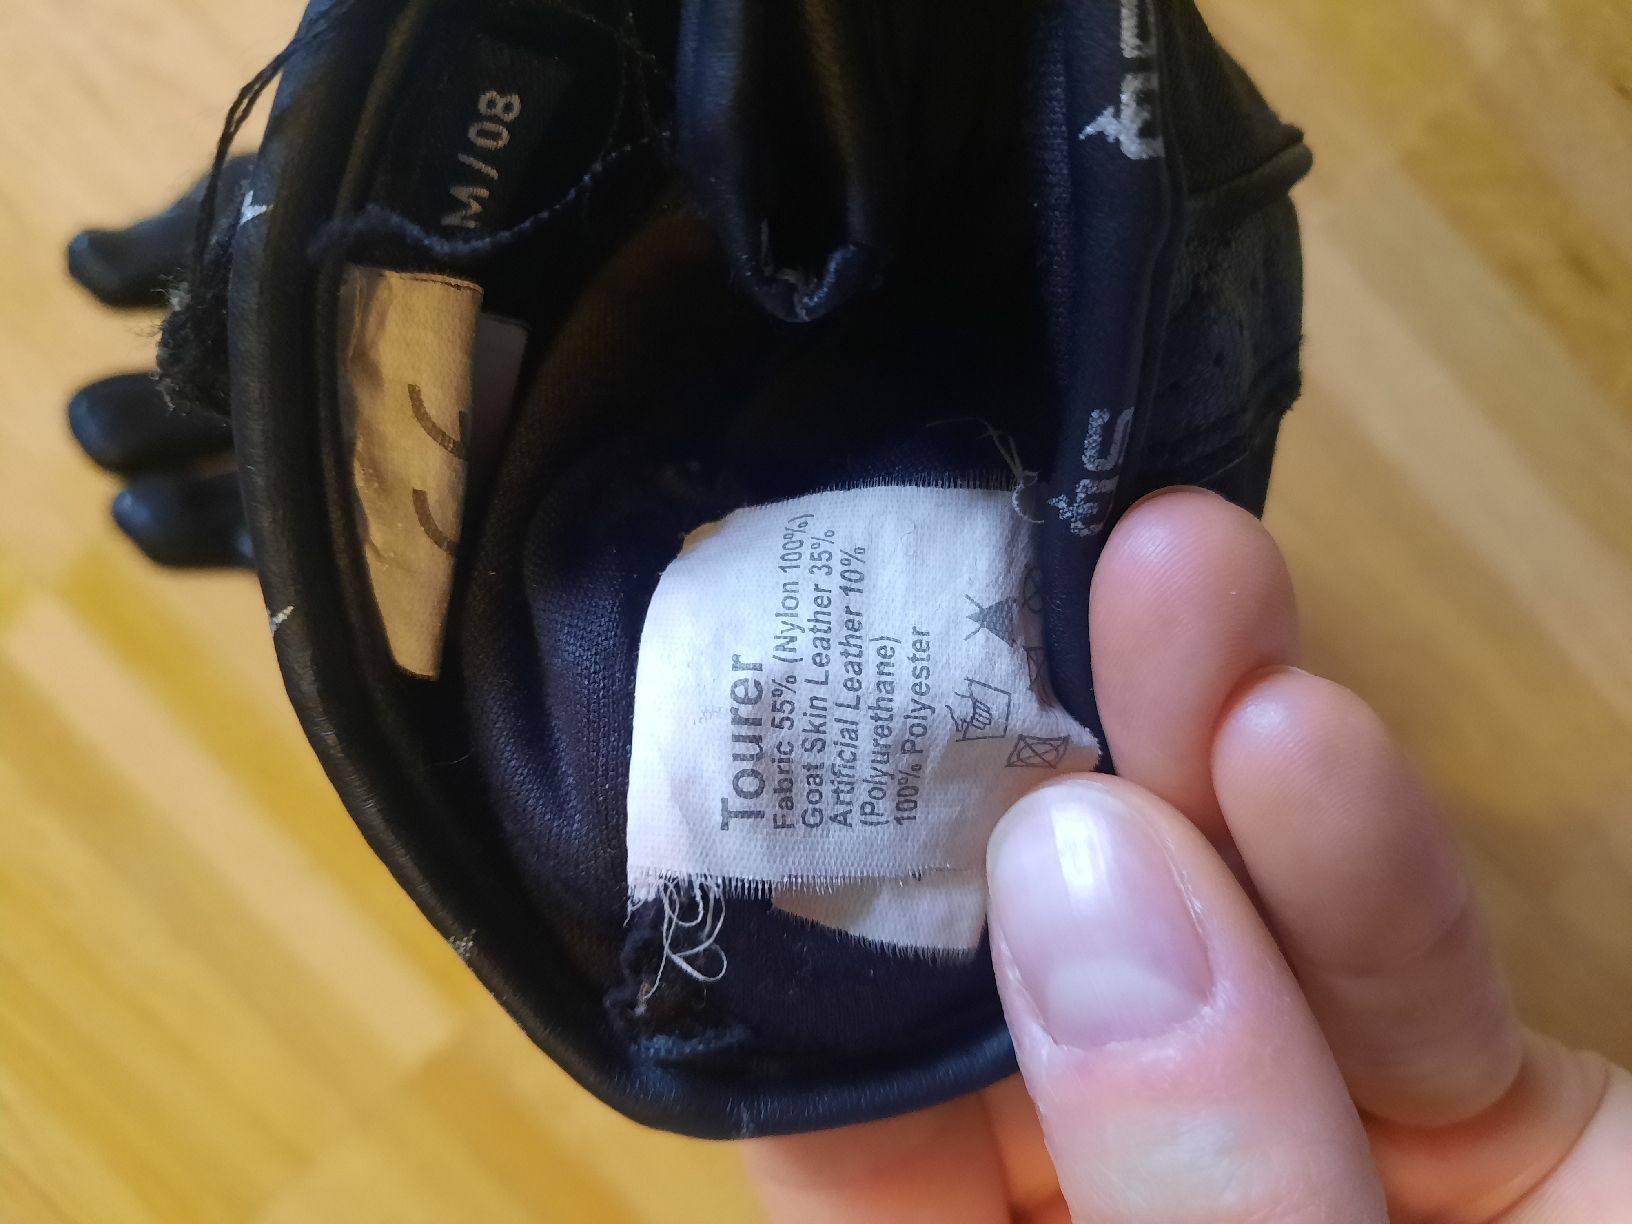 M/08
Tourer
Fabric 55% (Nylon 100%)
Goat Skin Leather 35%
Artificial Leather 10%
(Polyurethane)
100% Polyester